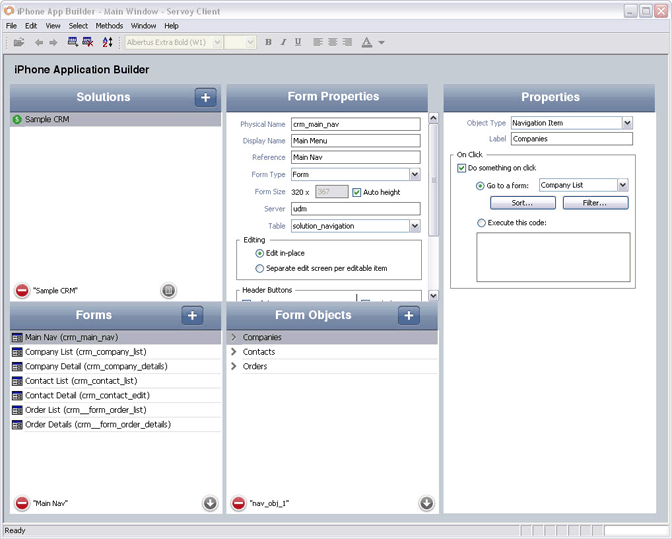 iPhone App Builder - Main Window - Servoy Client
File Edit View Select Methods Window Help
Albertus Extra Bold (W1)
B I U
A
iPhone Application Builder
Solutions
Sample CRM
"Sample CRM"
Form Properties
Physical Name crm_main_nav
Display Name Main Menu
Reference Main Nav
Form Type Form
Form Size 320 x 367 Auto height
Server udm
Table solution_navigation
Editing
Edit in-place
Separate edit screen per editable item
Header Buttons
Properties
Object Type Navigation Item
Label Companies
On Click
Do something on click
Go to a form: Company List
Sort... Filter...
Execute this code:
Forms
Main Nav (crm_main_nav)
Company List (crm_company_list)
Company Detail (crm_company_details)
Contact List (crm_contact_list)
Contact Detail (crm_contact_edit)
Order List (crm__form_order_list)
Order Details (crm__form_order_details)
"Main Nav"
Form Objects
Companies
Contacts
Orders
"nav_obj_1"
Ready